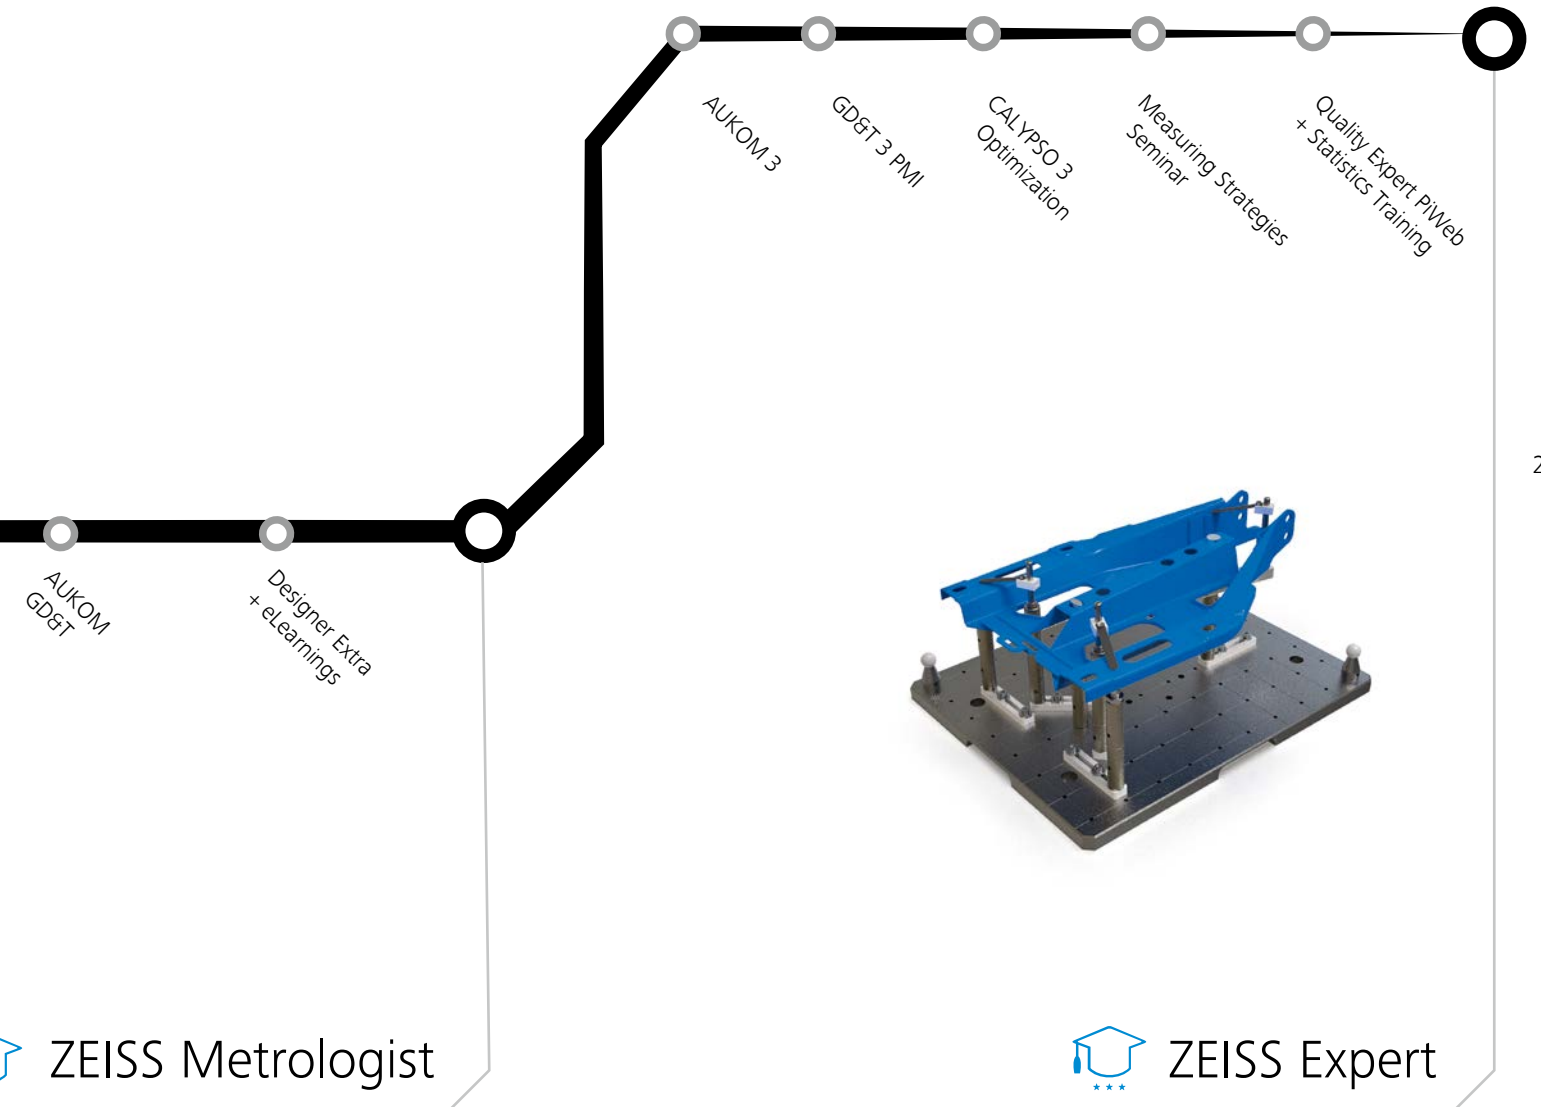 AUKOM 3
GD&T 3 PMI
CALYPSO 3
Optimization
Measuring Strategies
Seminar
Quality Expert PiWeb
+ Statistics Training
2
AUKOM
GD&T
Designer Extra
+ eLearnings
ZEISS Metrologist
ZEISS Expert